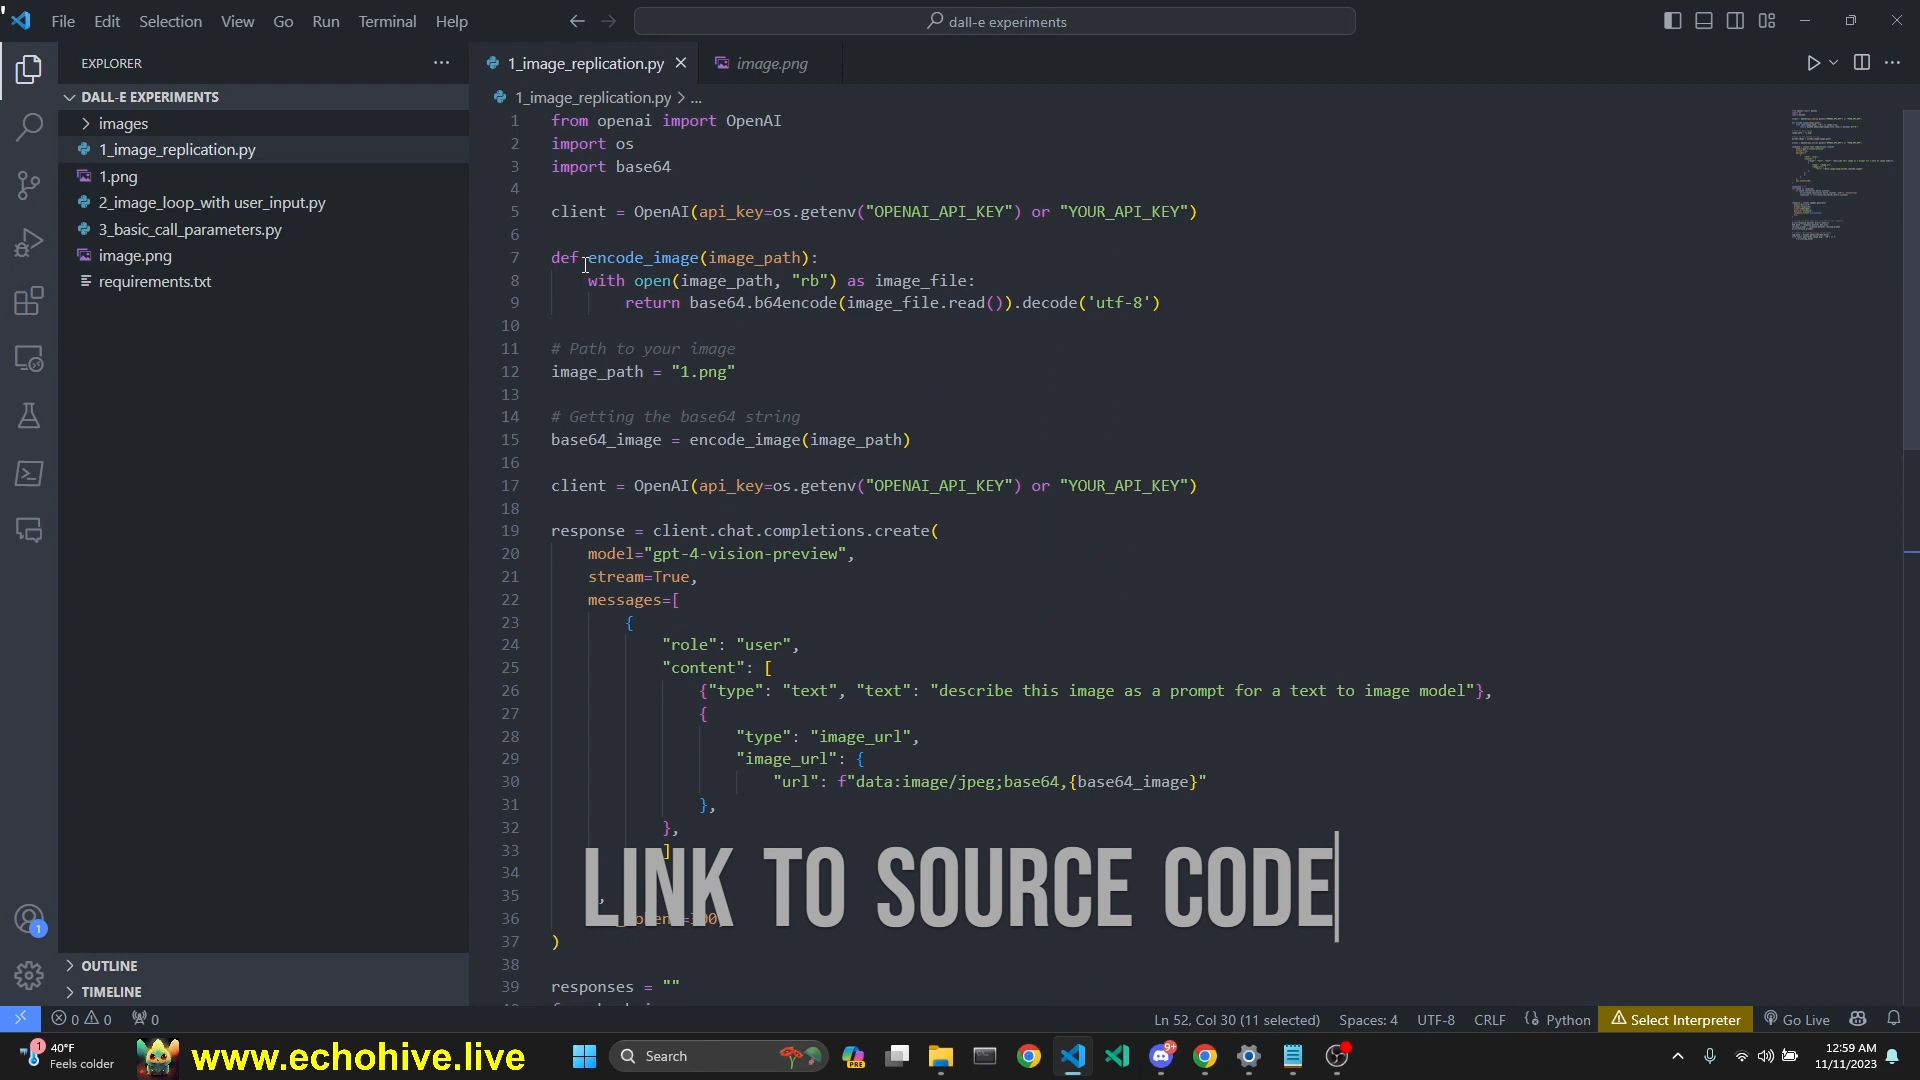 File Edit Selection View Go Run Terminal Help
dall-e experiments
EXPLORER
DALL-E EXPERIMENTS
images
1_image_replication.py
1.png
2_image_loop_with user_input.py
3_basic_call_parameters.py
image.png
requirements.txt
OUTLINE
TIMELINE
1_image_replication.py
image.png
1_image_replication.py > ...
1 from openai import OpenAI
2 import os
3 import base64
4
5 client = OpenAI(api_key=os.getenv("OPENAI_API_KEY") or "YOUR_API_KEY")
6
7 def encode_image(image_path):
8 with open(image_path, "rb") as image_file:
9 return base64.b64encode(image_file.read()).decode('utf-8')
10
11 # Path to your image
12 image_path = "1.png"
13
14 # Getting the base64 string
15 base64_image = encode_image(image_path)
16
17 client = OpenAI(api_key=os.getenv("OPENAI_API_KEY") or "YOUR_API_KEY")
18
19 response = client.chat.completions.create(
20 model="gpt-4-vision-preview",
21 stream=True,
22 messages=[
23 {
24 "role": "user",
25 "content": [
26 {"type": "text", "text": "describe this image as a prompt for a text to image model"},
27 {
28 "type": "image_url",
29 "image_url": {
30 "url": f"data:image/jpeg;base64,{base64_image}"
31 },
32 },
33 ]
34
35 ,
36
37 )
38
39 responses = ""
LINK TO SOURCE CODE
0 0 0
Ln 52, Col 30 (11 selected) Spaces: 4 UTF-8 CRLF Python Select Interpreter Go Live
1
40°F
Feels colder
www.echohive.live
Search
PRE
9+
12:59 AM
11/11/2023